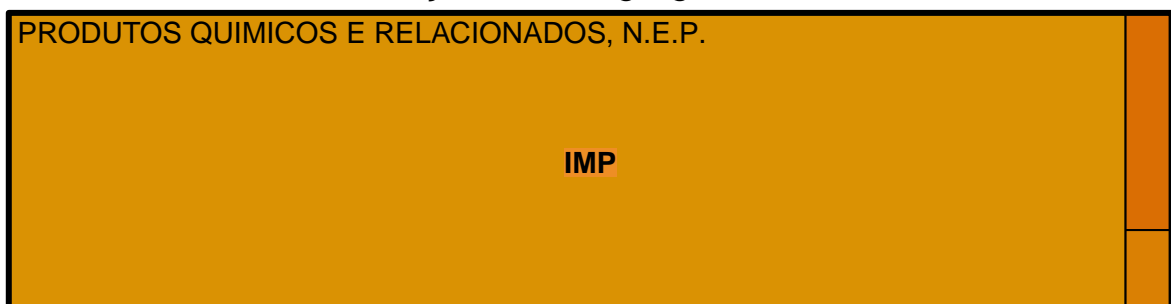 PRODUTOS QUIMICOS E RELACIONADOS, N.E.P.
IMP